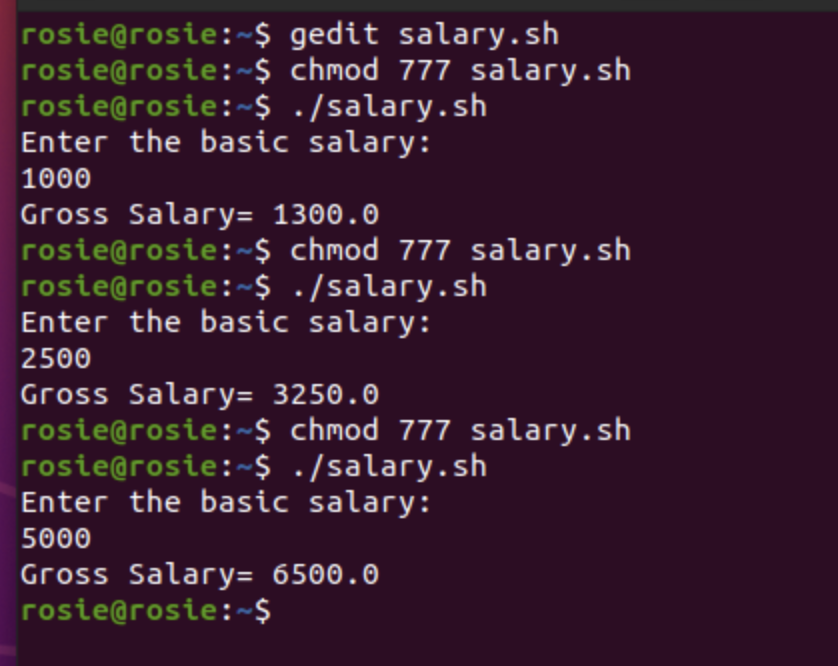 rosie@rosie:~$ gedit salary.sh
rosie@rosie:~$ chmod 777 salary.sh
rosie@rosie:~$ ./salary.sh
Enter the basic salary:
1000
Gross Salary= 1300.0
rosie@rosie:~$ chmod 777 salary.sh
rosie@rosie:~$ ./salary.sh
Enter the basic salary:
2500
Gross Salary= 3250.0
rosie@rosie:~$ chmod 777 salary.sh
rosie@rosie:~$ ./salary.sh
Enter the basic salary:
5000
Gross Salary= 6500.0
rosie@rosie:~$